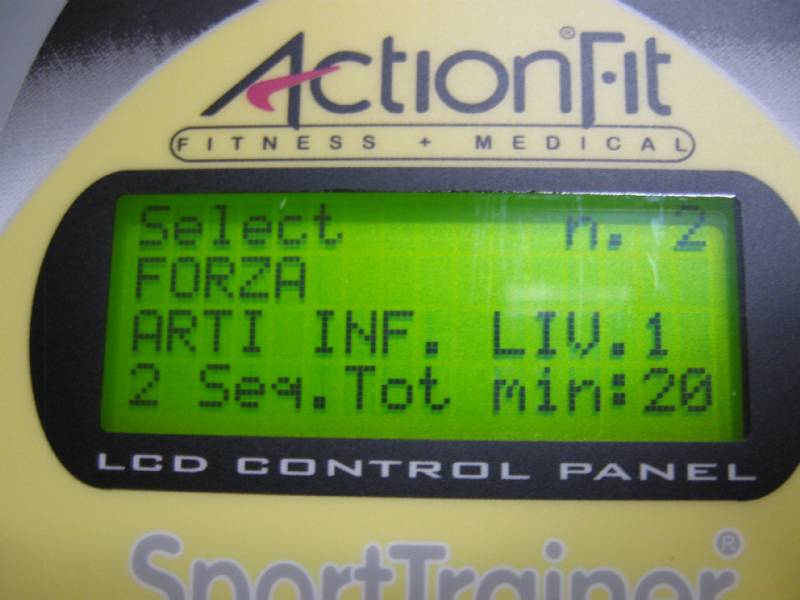 ActionFit®
FITNESS + MEDICAL
Select n. 2
FORZA
ARTI INF. LIV.1
2 Seq.Tot min:20
LCD CONTROL PANEL
SportTrainer®